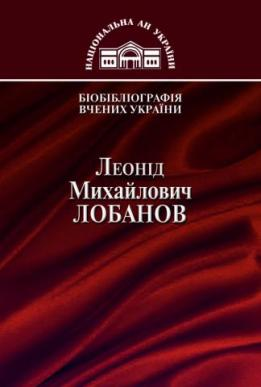 НАЦІОНАЛЬНА АН УКРАЇНИ
БІОБІБЛІОГРАФІЯ
ВЧЕНИХ УКРАЇНИ
ЛЕОНІД
МИХАЙЛОВИЧ
ЛОБАНОВ